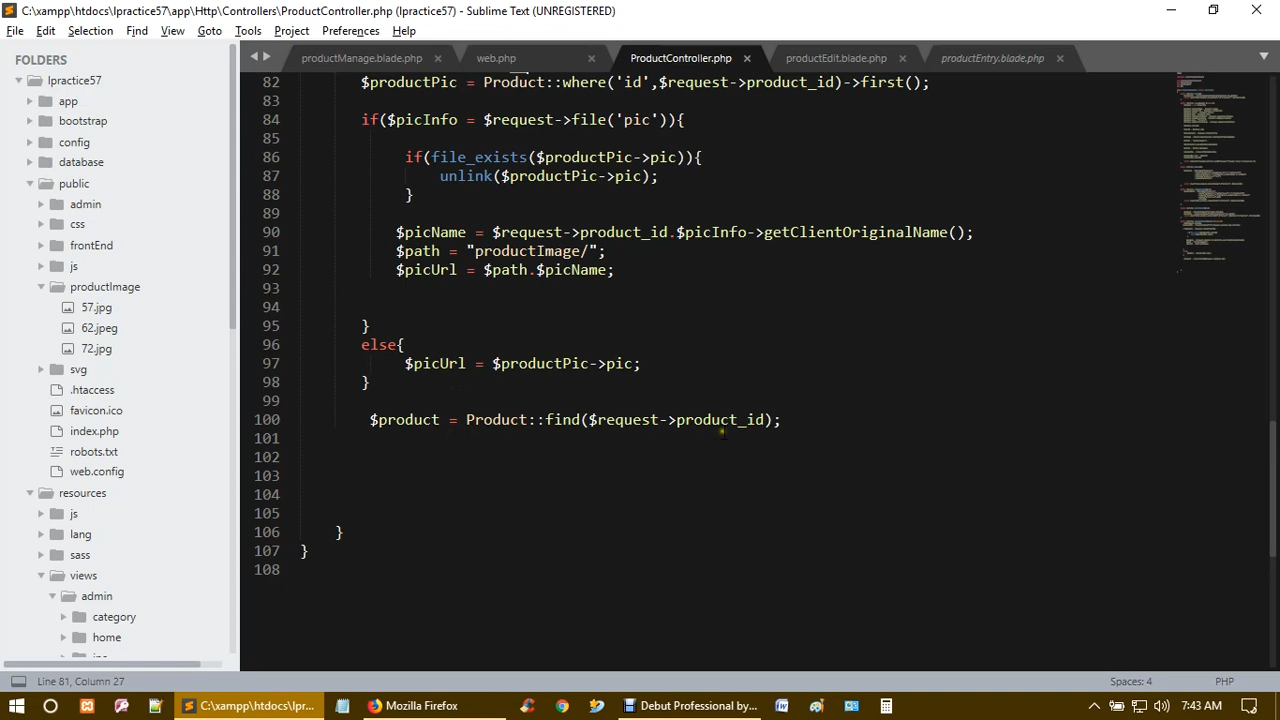 C:\xampp\htdocs\lpractice57\app\Http\Controllers\ProductController.php (lpractice57) - Sublime Text (UNREGISTERED)
File Edit Selection Find View Goto Tools Project Preferences Help
FOLDERS
lpractice57
app
bootstrap
config
database
public
admin
css
frontEnd
js
productImage
57.jpg
62.jpeg
72.jpg
svg
.htaccess
favicon.ico
index.php
robots.txt
web.config
resources
js
lang
sass
views
admin
category
home
productManage.blade.php web.php ProductController.php productEdit.blade.php productEntry.blade.php
82 $productPic = Product::where('id',$request->product_id)->first();
83
84 if($picInfo = $request->file('pic')){
85
86 if(file_exists($productPic->pic)){
87 unlink($productPic->pic);
88 }
89
90 $picName = $request->product_id.$picInfo->getClientOriginalName();
91 $path = "productImage/";
92 $picUrl = $path.$picName;
93
94
95 }
96 else{
97 $picUrl = $productPic->pic;
98 }
99
100 $product = Product::find($request->product_id);
101
102
103
104
105
106 }
107 }
108
Line 81, Column 27 Spaces: 4 PHP
C:\xampp\htdocs\lpr... Mozilla Firefox Debut Professional by... 7:43 AM